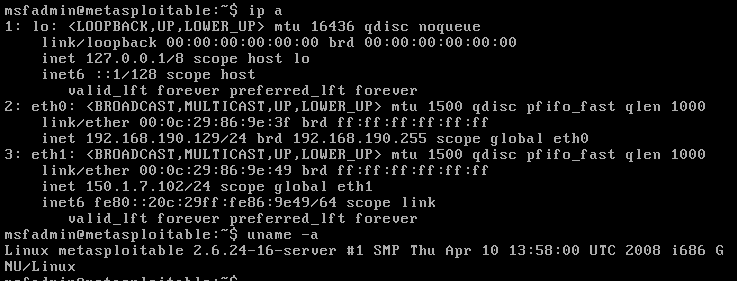 msfadmin@metasploitable:~$ ip a
1: lo: <LOOPBACK,UP,LOWER_UP> mtu 16436 qdisc noqueue
    link/loopback 00:00:00:00:00:00 brd 00:00:00:00:00:00
    inet 127.0.0.1/8 scope host lo
    inet6 ::1/128 scope host
       valid_lft forever preferred_lft forever
2: eth0: <BROADCAST,MULTICAST,UP,LOWER_UP> mtu 1500 qdisc pfifo_fast qlen 1000
    link/ether 00:0c:29:86:9e:3f brd ff:ff:ff:ff:ff:ff
    inet 192.168.190.129/24 brd 192.168.190.255 scope global eth0
3: eth1: <BROADCAST,MULTICAST,UP,LOWER_UP> mtu 1500 qdisc pfifo_fast qlen 1000
    link/ether 00:0c:29:86:9e:49 brd ff:ff:ff:ff:ff:ff
    inet 150.1.7.102/24 scope global eth1
    inet6 fe80::20c:29ff:fe86:9e49/64 scope link
       valid_lft forever preferred_lft forever
msfadmin@metasploitable:~$ uname -a
Linux metasploitable 2.6.24-16-server #1 SMP Thu Apr 10 13:58:00 UTC 2008 i686 G
NU/Linux
msfadmin@metasploitable:~$